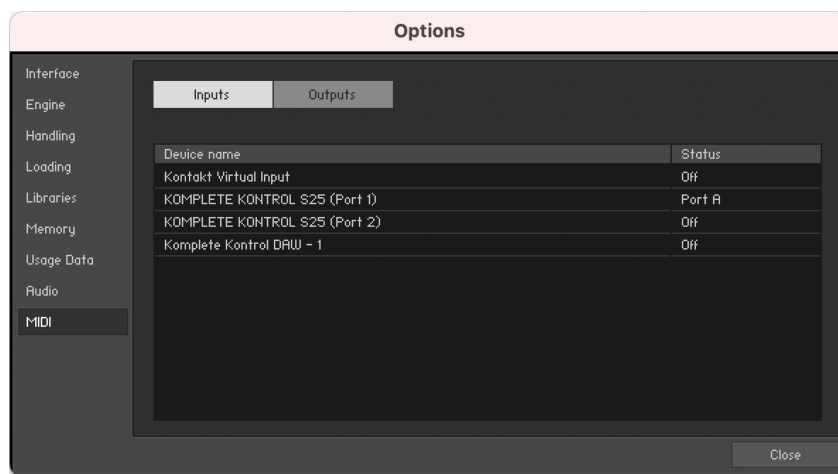 Options
Interface
Engine
Handling
Loading
Libraries
Memory
Usage Data
Audio
MIDI
Inputs Outputs
Device name Status
Kontakt Virtual Input Off
KOMPLETE KONTROL S25 (Port 1) Port A
KOMPLETE KONTROL S25 (Port 2) Off
Komplete Kontrol DAW - 1 Off
Close